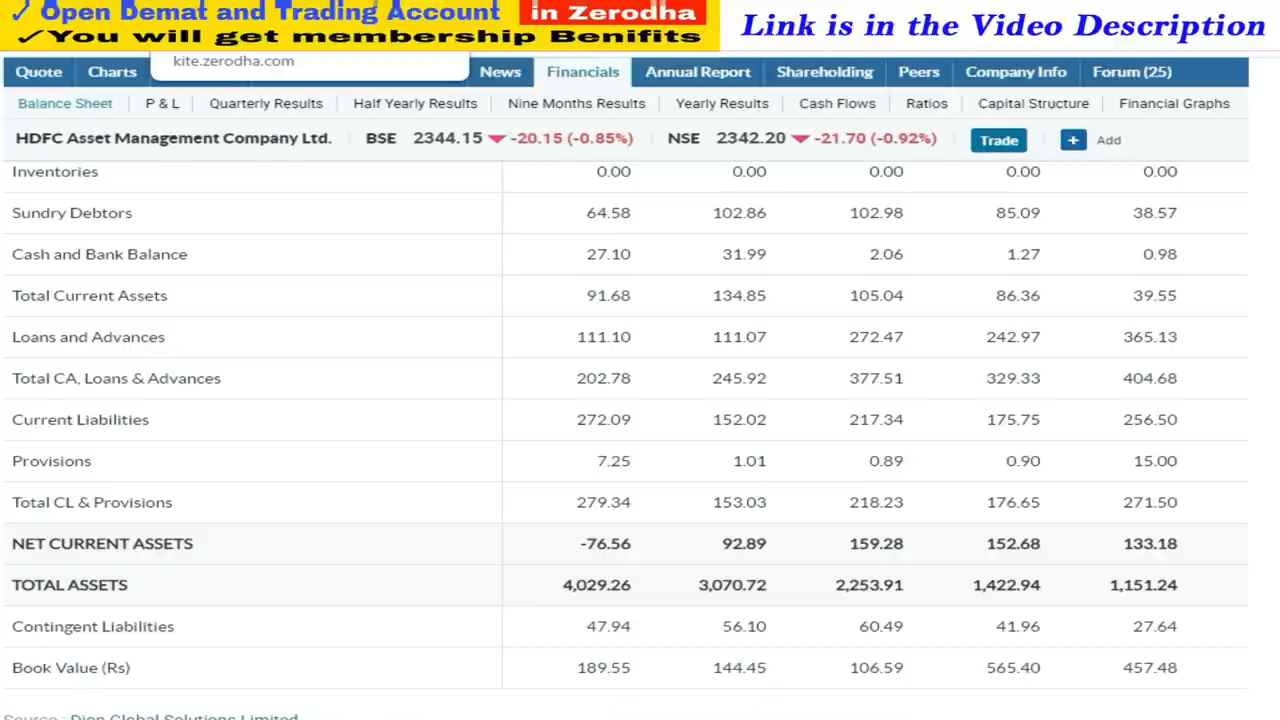 ✓ Open Demat and Trading Account in Zerodha
✓You will get membership Benifits
Link is in the Video Description
kite.zerodha.com
Quote Charts News Financials Annual Report Shareholding Peers Company Info Forum (25)
Balance Sheet P & L Quarterly Results Half Yearly Results Nine Months Results Yearly Results Cash Flows Ratios Capital Structure Financial Graphs
HDFC Asset Management Company Ltd. BSE 2344.15 -20.15 (-0.85%) NSE 2342.20 -21.70 (-0.92%) Trade + Add
Inventories 0.00 0.00 0.00 0.00 0.00
Sundry Debtors 64.58 102.86 102.98 85.09 38.57
Cash and Bank Balance 27.10 31.99 2.06 1.27 0.98
Total Current Assets 91.68 134.85 105.04 86.36 39.55
Loans and Advances 111.10 111.07 272.47 242.97 365.13
Total CA, Loans & Advances 202.78 245.92 377.51 329.33 404.68
Current Liabilities 272.09 152.02 217.34 175.75 256.50
Provisions 7.25 1.01 0.89 0.90 15.00
Total CL & Provisions 279.34 153.03 218.23 176.65 271.50
NET CURRENT ASSETS -76.56 92.89 159.28 152.68 133.18
TOTAL ASSETS 4,029.26 3,070.72 2,253.91 1,422.94 1,151.24
Contingent Liabilities 47.94 56.10 60.49 41.96 27.64
Book Value (Rs) 189.55 144.45 106.59 565.40 457.48
Source : Dion Global Solutions Limited